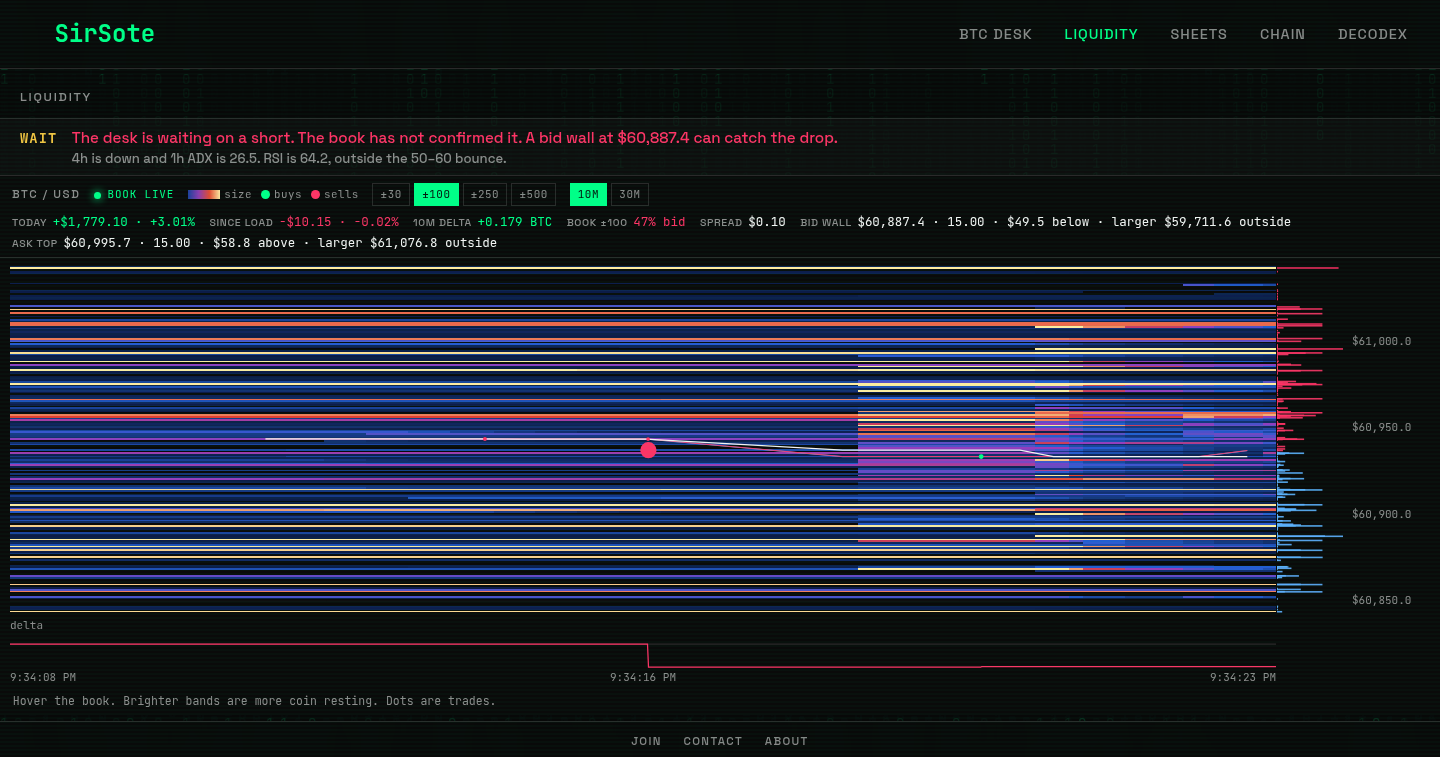 SirSote
BTC DESK LIQUIDITY SHEETS CHAIN DECODEX
LIQUIDITY
WAIT The desk is waiting on a short. The book has not confirmed it. A bid wall at $60,887.4 can catch the drop.
4h is down and 1h ADX is 26.5. RSI is 64.2, outside the 50–60 bounce.
BTC / USD BOOK LIVE size buys sells ±30 ±100 ±250 ±500 10M 30M
TODAY +$1,779.10 · +3.01% SINCE LOAD -$10.15 · -0.02% 10M DELTA +0.179 BTC BOOK ±100 47% bid SPREAD $0.10 BID WALL $60,887.4 · 15.00 · $49.5 below · larger $59,711.6 outside
ASK TOP $60,995.7 · 15.00 · $58.8 above · larger $61,076.8 outside
$61,000.0
$60,950.0
$60,900.0
$60,850.0
delta
9:34:08 PM 9:34:16 PM 9:34:23 PM
Hover the book. Brighter bands are more coin resting. Dots are trades.
JOIN CONTACT ABOUT